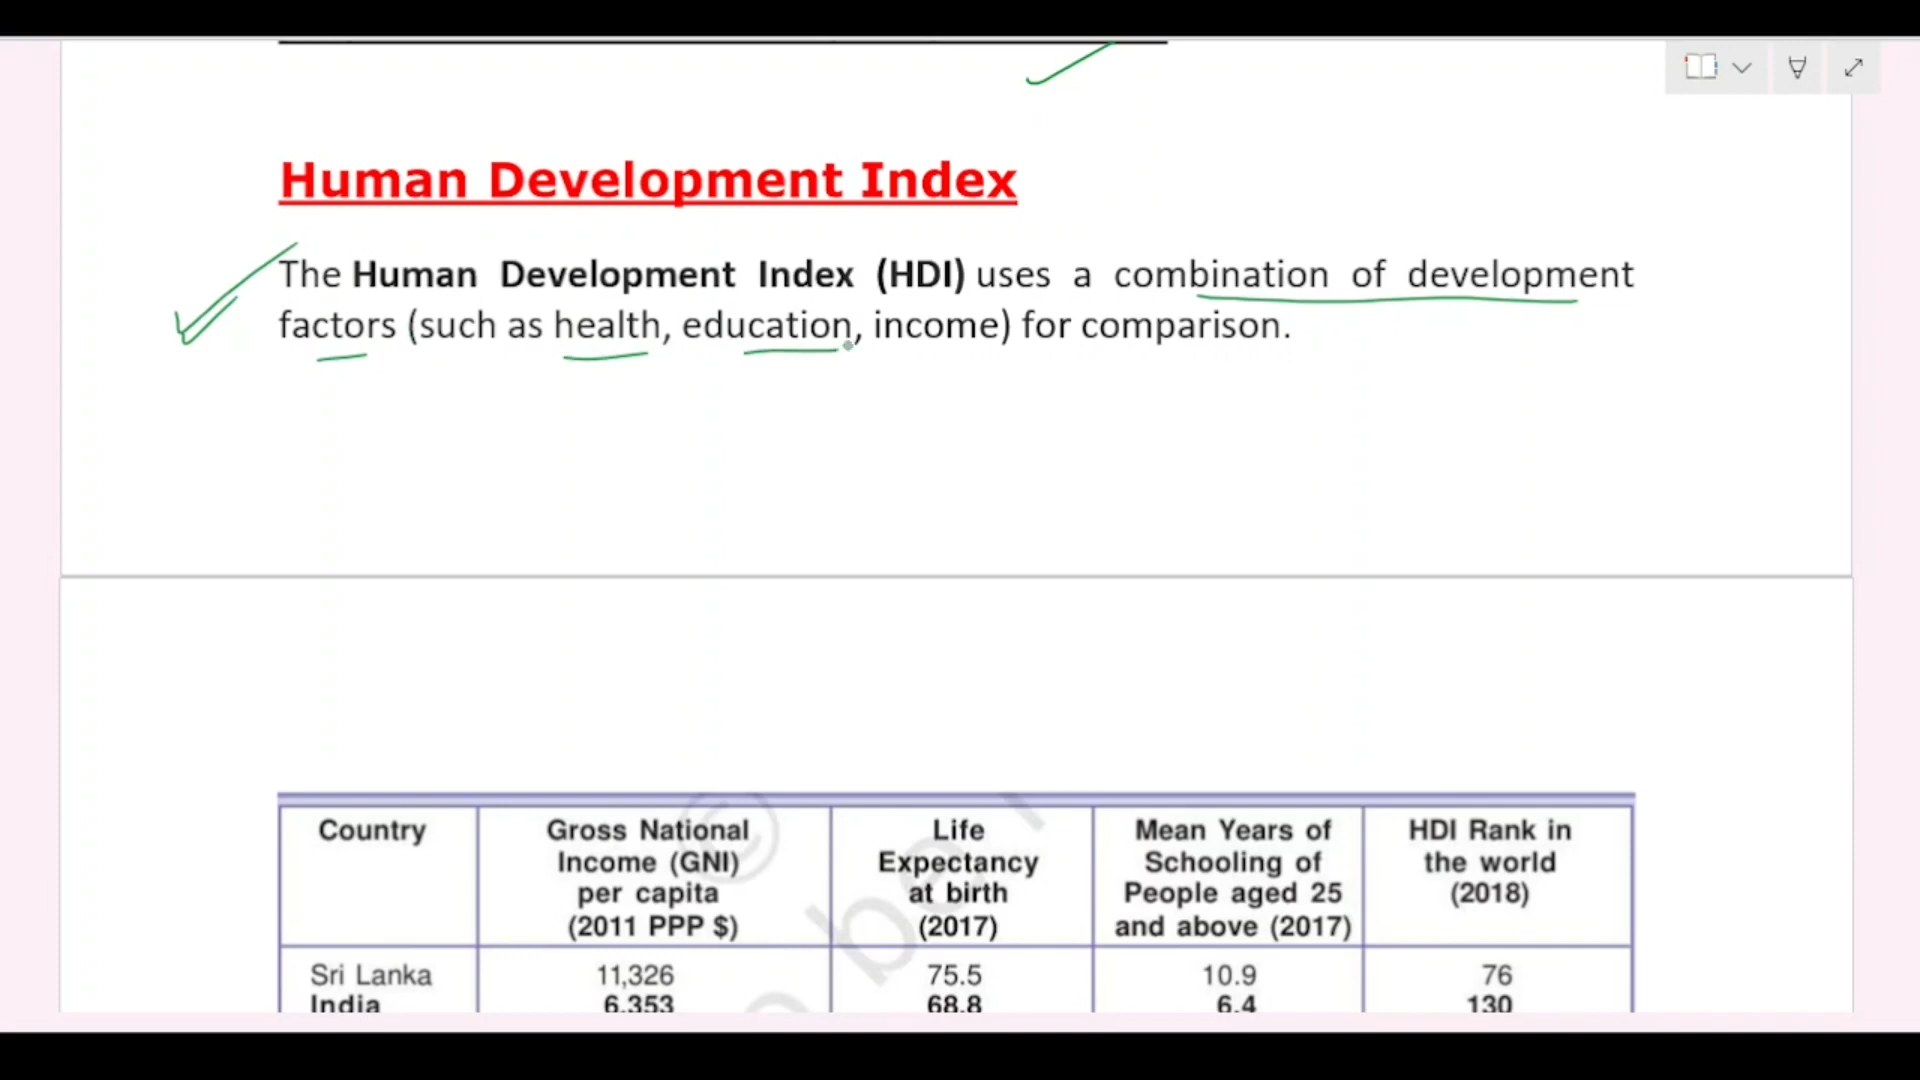 Human Development Index
The Human Development Index (HDI) uses a combination of development
factors (such as health, education, income) for comparison.
Country Gross National Income (GNI) per capita (2011 PPP $) Life Expectancy at birth (2017) Mean Years of Schooling of People aged 25 and above (2017) HDI Rank in the world (2018)
Sri Lanka 11,326 75.5 10.9 76
India 6,353 68.8 6.4 130